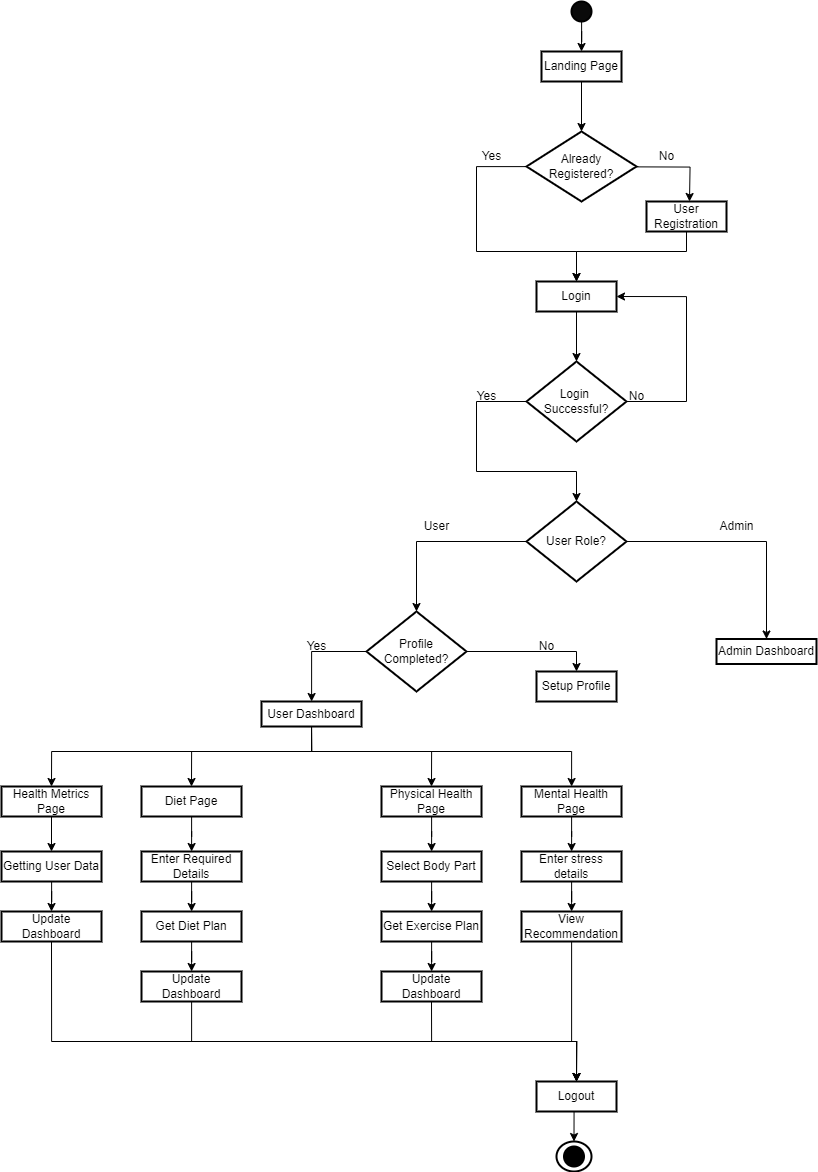 Landing Page
Yes
Already
Registered?
No
User
Registration
Login
Yes
Login
Successful?
No
User
User Role?
Admin
Yes
Profile
Completed?
No
Admin Dashboard
Setup Profile
User Dashboard
Health Metrics
Page
Diet Page
Physical Health
Page
Mental Health
Page
Getting User Data
Enter Required
Details
Select Body Part
Enter stress
details
Update
Dashboard
Get Diet Plan
Get Exercise Plan
View
Recommendation
Update
Dashboard
Update
Dashboard
Logout